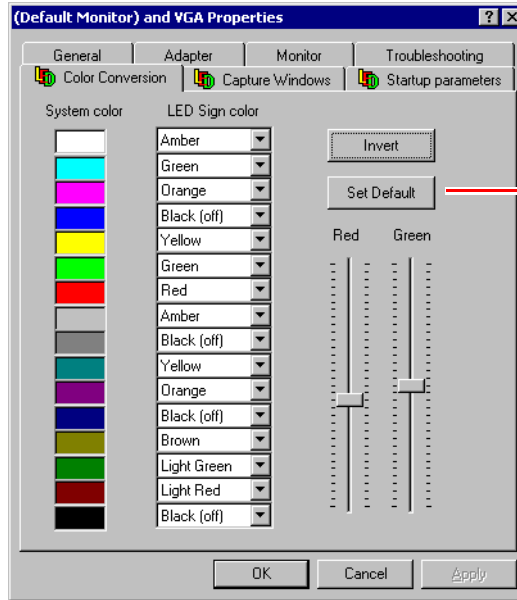 (Default Monitor) and VGA Properties
General Adapter Monitor Troubleshooting
Color Conversion Capture Windows Startup parameters
System color LED Sign color
Amber
Invert
Green
Orange
Set Default
Black (off)
Red Green
Yellow
Green
Red
Amber
Black (off)
Yellow
Orange
Black (off)
Brown
Light Green
Light Red
Black (off)
OK Cancel Apply